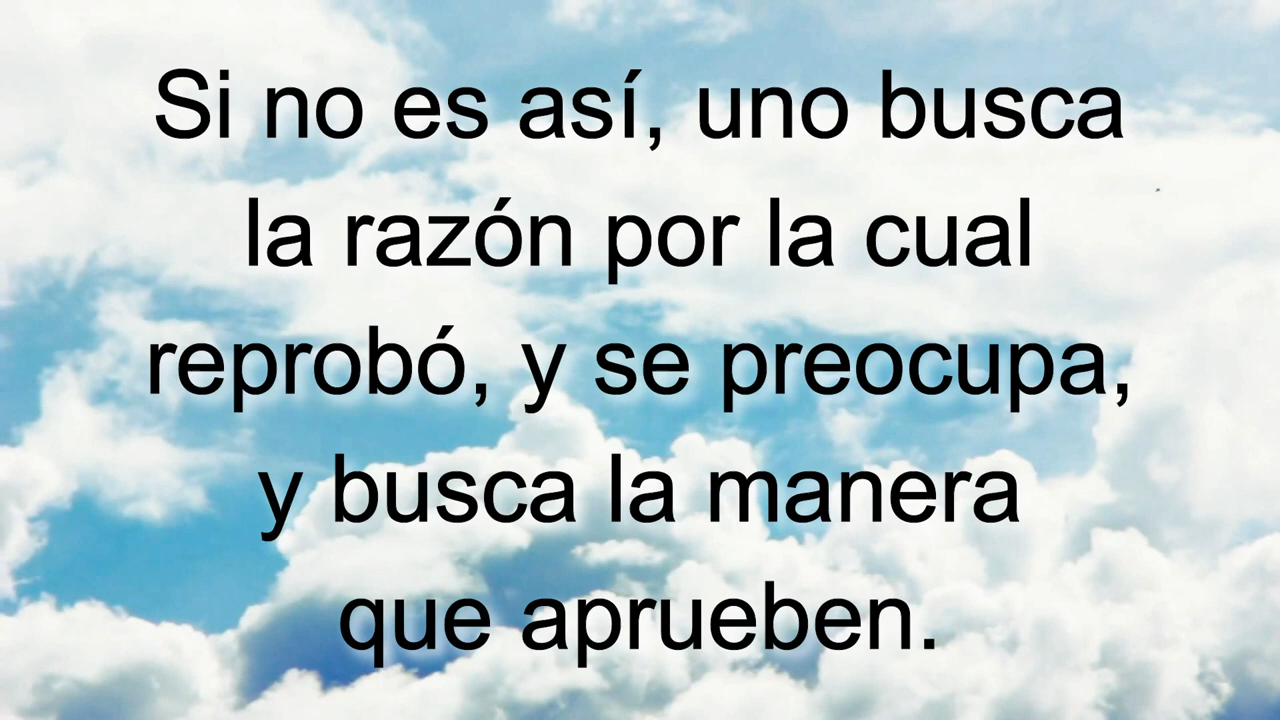 Si no es así, uno busca
la razón por la cual
reprobó, y se preocupa,
y busca la manera
que aprueben.